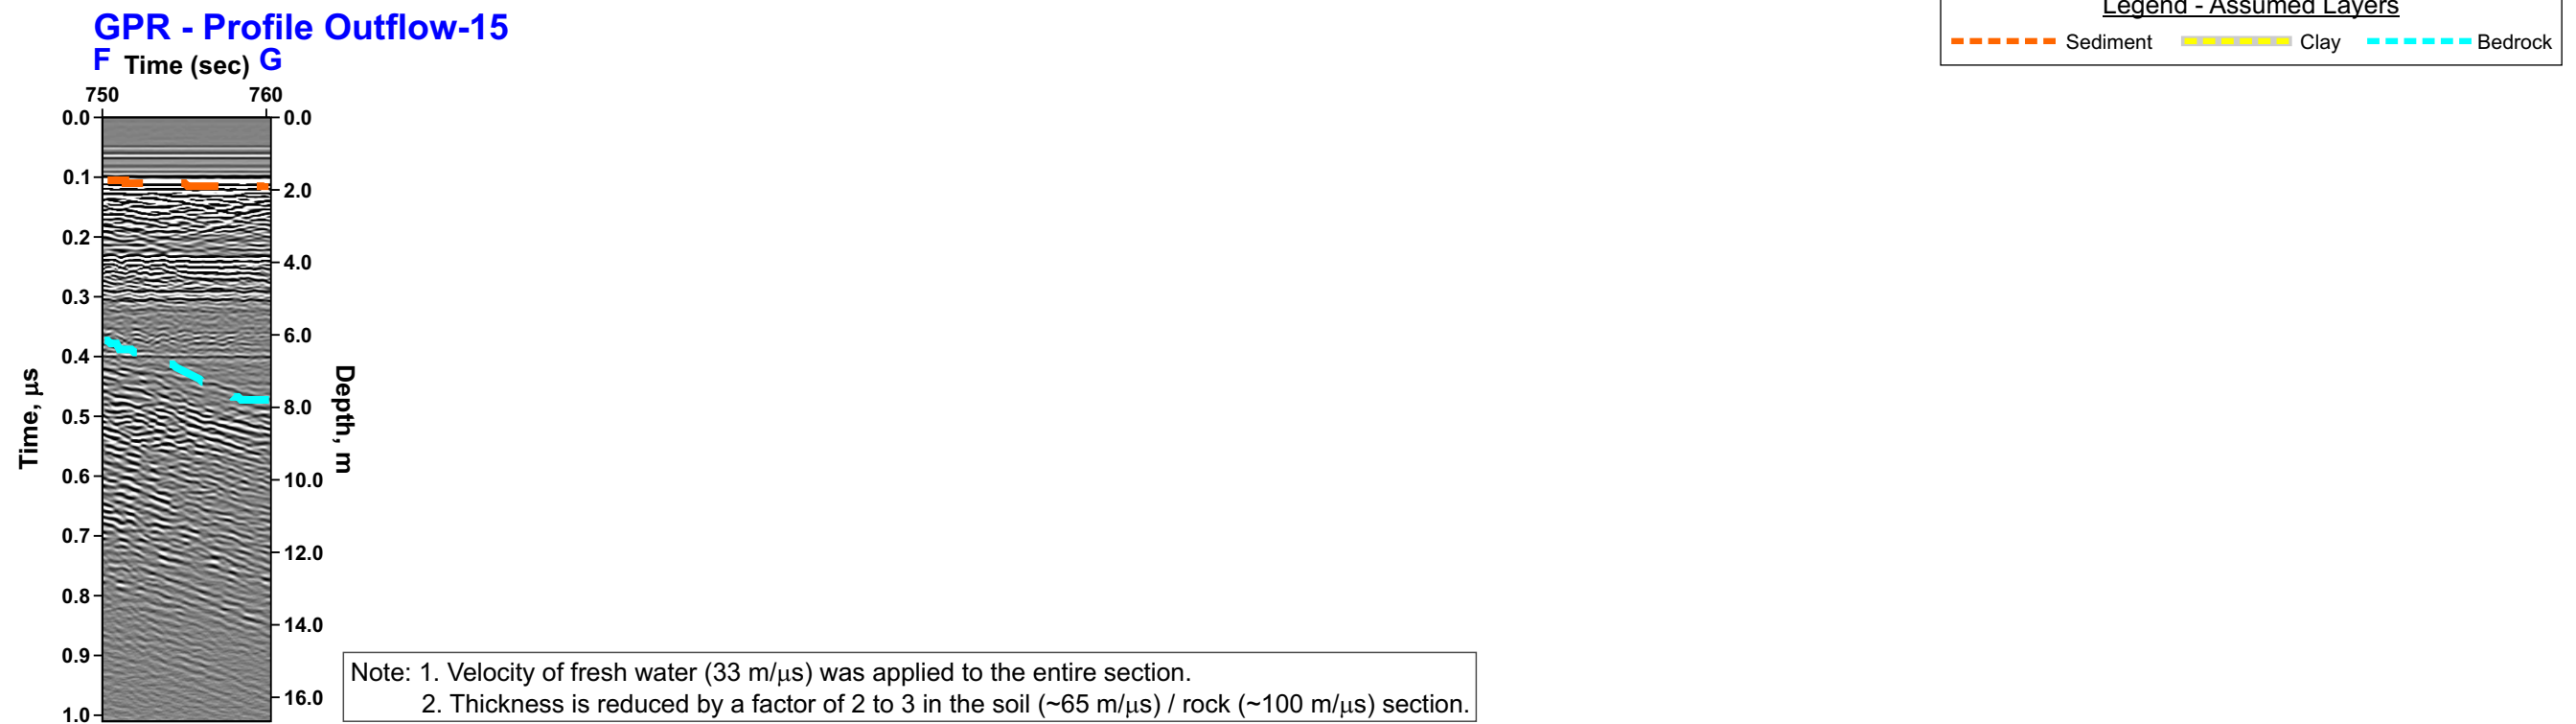 GPR - Profile Outflow-15
Legend - Assumed Layers
Sediment Clay Bedrock
F Time (sec) G
750 760
0.0 0.0
0.1
2.0
0.2
4.0
0.3
6.0
0.4
8.0
0.5
10.0
0.6
0.7
12.0
0.8
14.0
0.9
16.0
1.0
Time, μs
Depth, m
Note: 1. Velocity of fresh water (33 m/μs) was applied to the entire section.
2. Thickness is reduced by a factor of 2 to 3 in the soil (~65 m/μs) / rock (~100 m/μs) section.